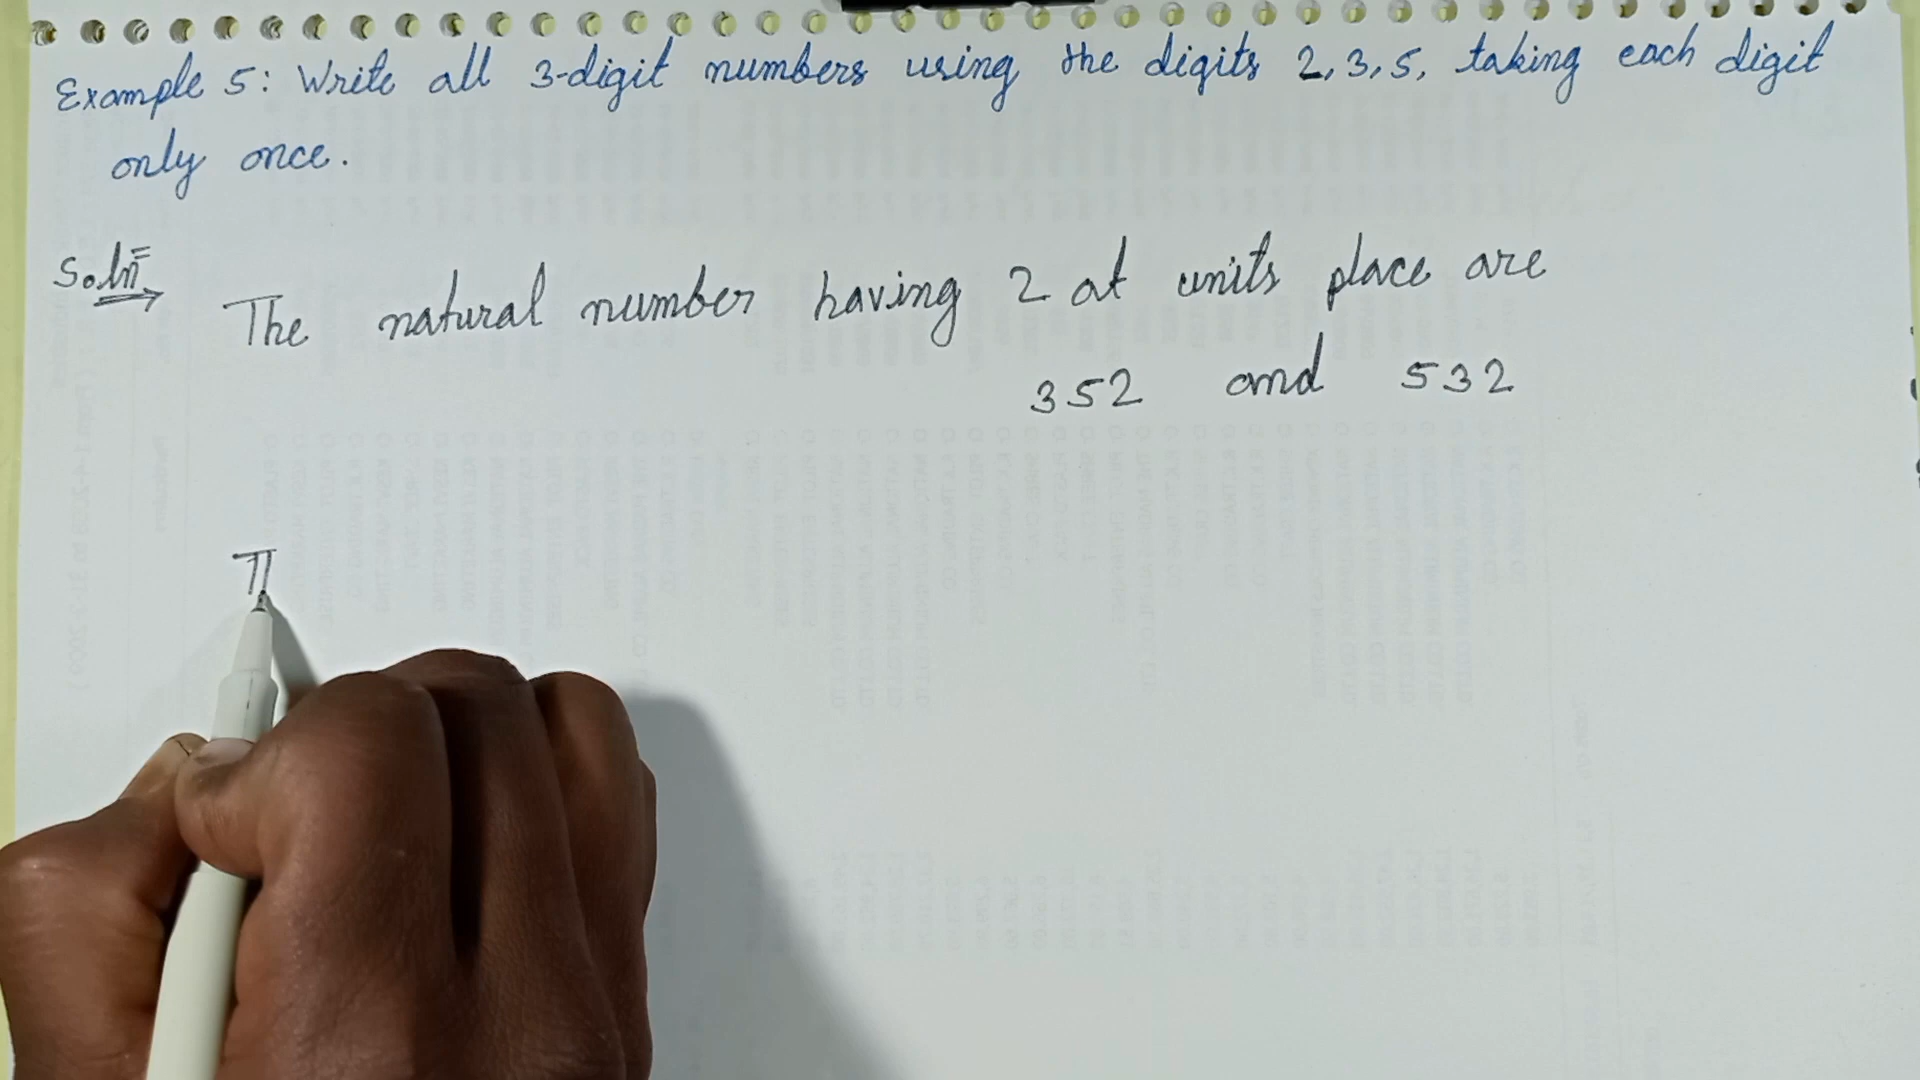 Example 5: Write all 3-digit numbers using the digits 2, 3, 5, taking each digit
only once.
Soln
The natural number having 2 at units place are
352 and 532
Th